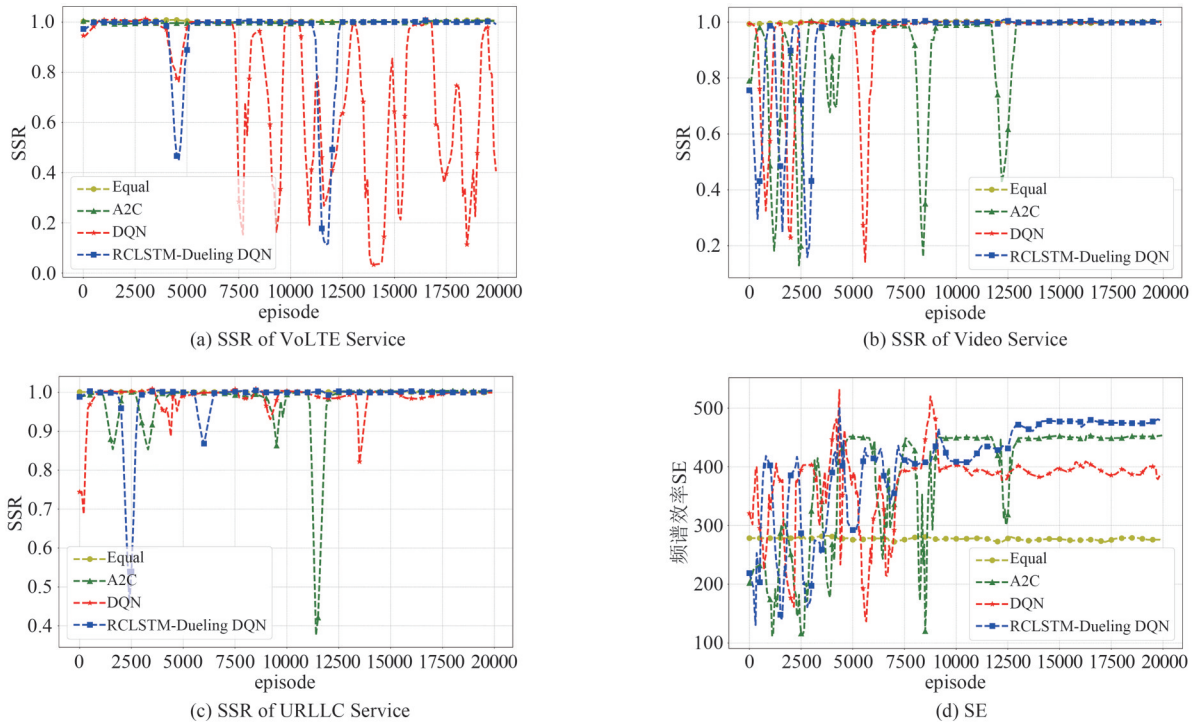 1.0
0.8
0.6
0.4
0.2
0.0
SSR
Equal
A2C
DQN
RCLSTM-Dueling DQN
0 2500 5000 7500 10000 12500 15000 17500 20000
episode
(a) SSR of VoLTE Service
1.0
0.8
0.6
0.4
0.2
SSR
Equal
A2C
DQN
RCLSTM-Dueling DQN
0 2500 5000 7500 10000 12500 15000 17500 20000
episode
(b) SSR of Video Service
1.0
0.9
0.8
0.7
0.6
0.5
0.4
SSR
Equal
A2C
DQN
RCLSTM-Dueling DQN
0 2500 5000 7500 10000 12500 15000 17500 20000
episode
(c) SSR of URLLC Service
500
400
300
200
100
频谱效率SE
Equal
A2C
DQN
RCLSTM-Dueling DQN
0 2500 5000 7500 10000 12500 15000 17500 20000
episode
(d) SE